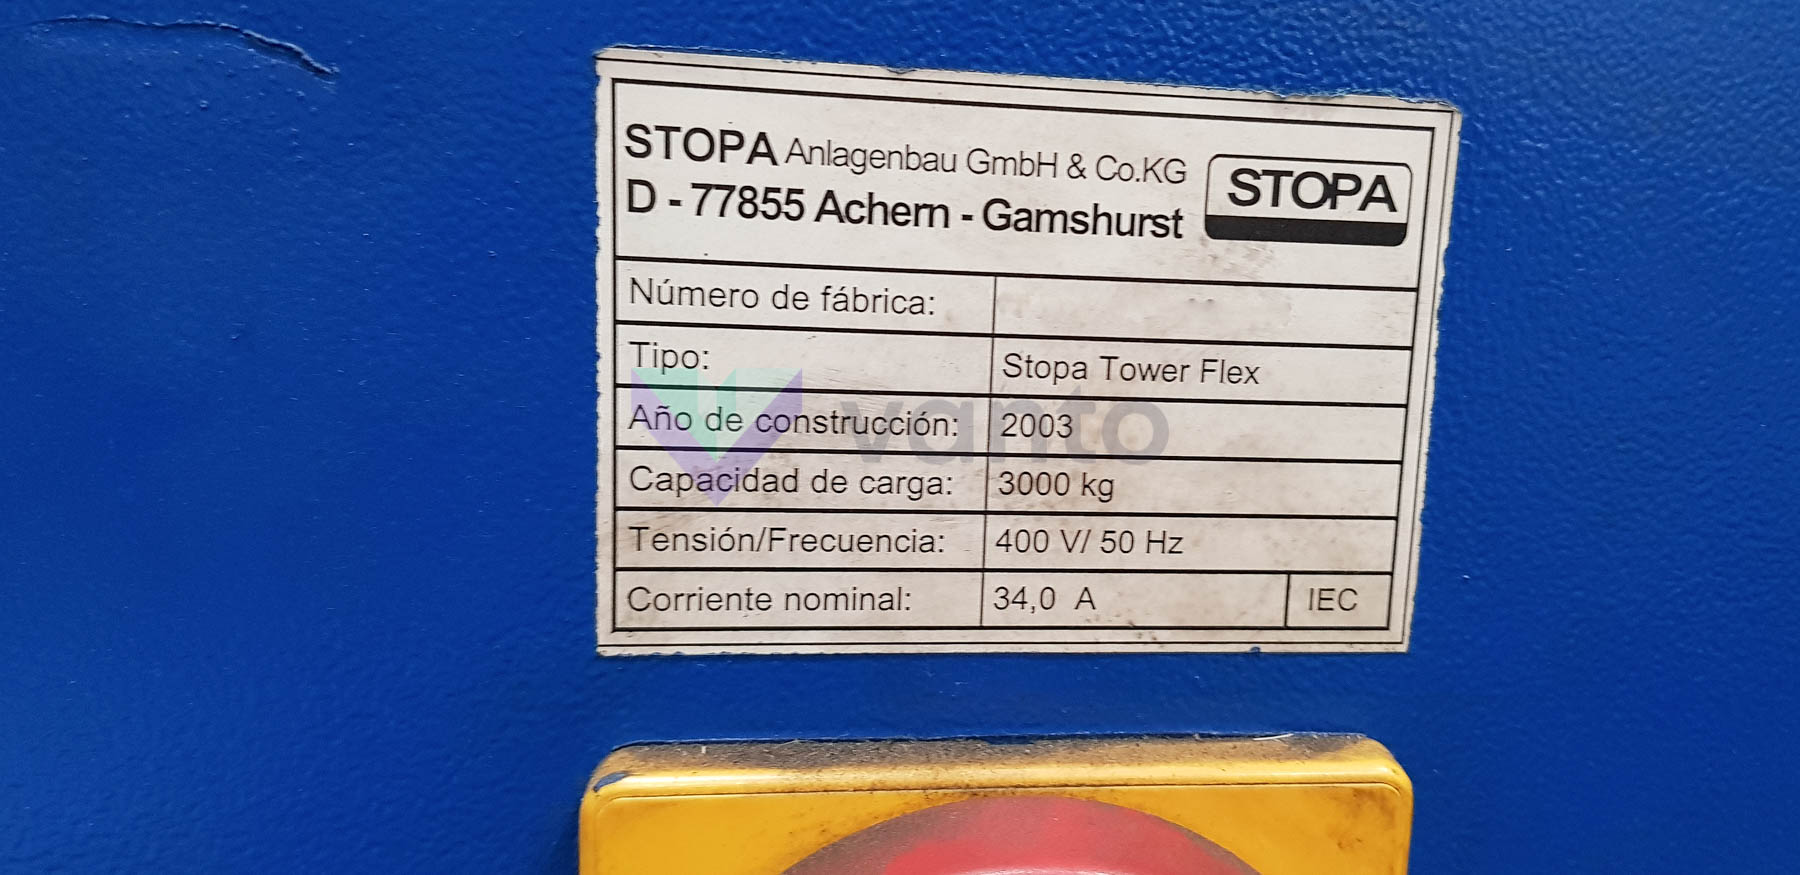 STOPA Anlagenbau GmbH & Co.KG
D - 77855 Achern - Gamshurst
STOPA
Número de fábrica:
Tipo: Stopa Tower Flex
Año de construcción: 2003
Capacidad de carga: 3000 kg
Tensión/Frecuencia: 400 V/ 50 Hz
Corriente nominal: 34,0 A IEC
vanto